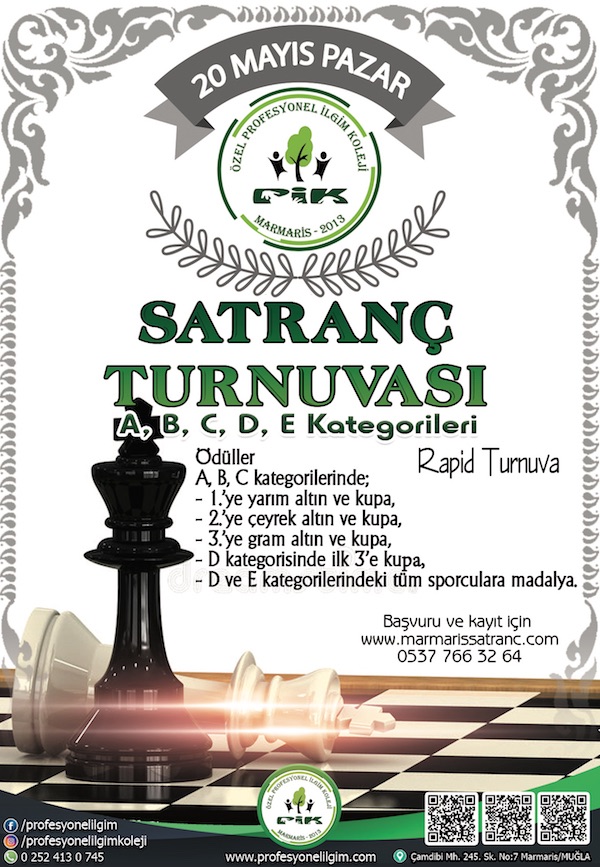 20 MAYIS PAZAR
ÖZEL PROFESYONEL İLGİM KOLEJİ
PİK
MARMARİS - 2013
SATRANÇ
TURNUVASI
A, B, C, D, E Kategorileri
Ödüller
Rapid Turnuva
A, B, C kategorilerinde;
- 1.'ye yarım altın ve kupa,
- 2.'ye çeyrek altın ve kupa,
- 3.'ye gram altın ve kupa,
- D kategorisinde ilk 3'e kupa,
- D ve E kategorilerindeki tüm sporculara madalya.
Başvuru ve kayıt için
www.marmarissatranc.com
0537 766 32 64
ÖZEL PROFESYONEL İLGİM KOLEJİ
PİK
MARMARİS - 2013
/profesyonelilgim
/profesyonelilgimkoleji
0 252 413 0 745
www.profesyonelilgim.com
Çamdibi Mh. 245. Sk. No:7 Marmaris/MUĞLA